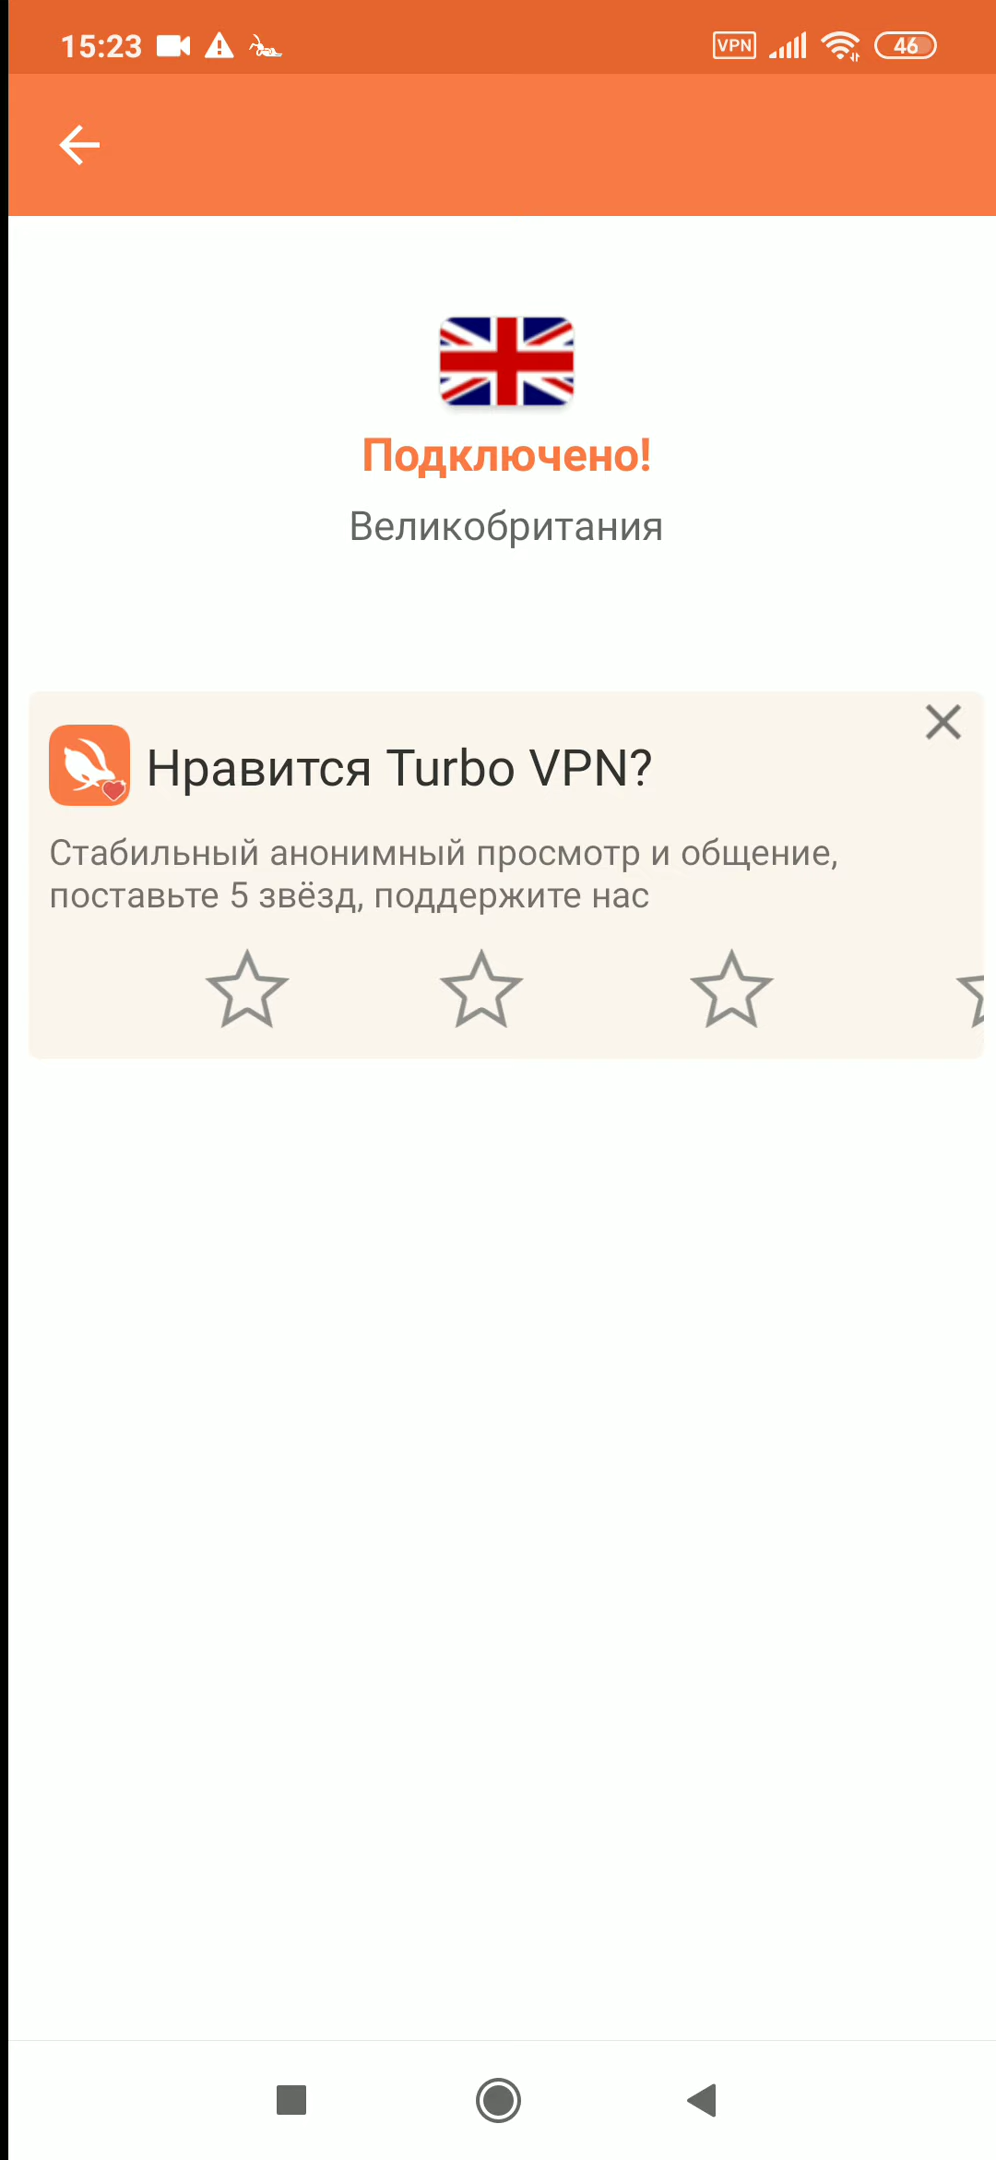 15:23
VPN
46
Подключено!
Великобритания
Нравится Turbo VPN?
Стабильный анонимный просмотр и общение,
поставьте 5 звёзд, поддержите нас